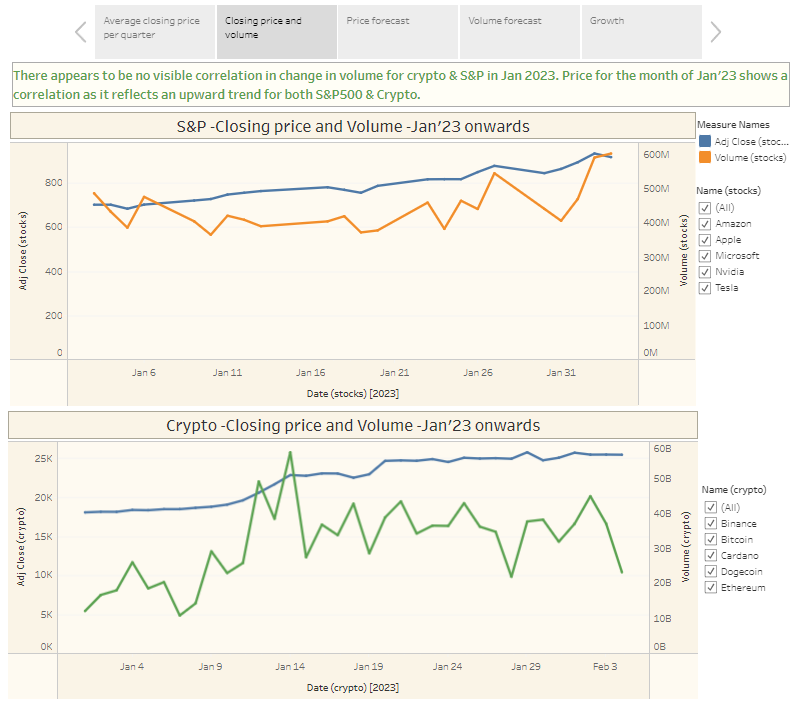 Average closing price
per quarter
Closing price and
volume
Price forecast
Volume forecast
Growth
There appears to be no visible correlation in change in volume for crypto & S&P in Jan 2023. Price for the month of Jan'23 shows a
correlation as it reflects an upward trend for both S&P500 & Crypto.
S&P -Closing price and Volume -Jan'23 onwards
Measure Names
Adj Close (stoc...
Volume (stocks)
Name (stocks)
(All)
Amazon
Apple
Microsoft
Nvidia
Tesla
Adj Close (stocks)
800
600
400
200
0
600M
500M
400M
300M
200M
100M
0M
Volume (stocks)
Jan 6
Jan 11
Jan 16
Jan 21
Jan 26
Jan 31
Date (stocks) [2023]
Crypto -Closing price and Volume -Jan'23 onwards
Adj Close (crypto)
25K
20K
15K
10K
5K
0K
60B
50B
40B
30B
20B
10B
0B
Volume (crypto)
Jan 4
Jan 9
Jan 14
Jan 19
Jan 24
Jan 29
Feb 3
Date (crypto) [2023]
Name (crypto)
(All)
Binance
Bitcoin
Cardano
Dogecoin
Ethereum